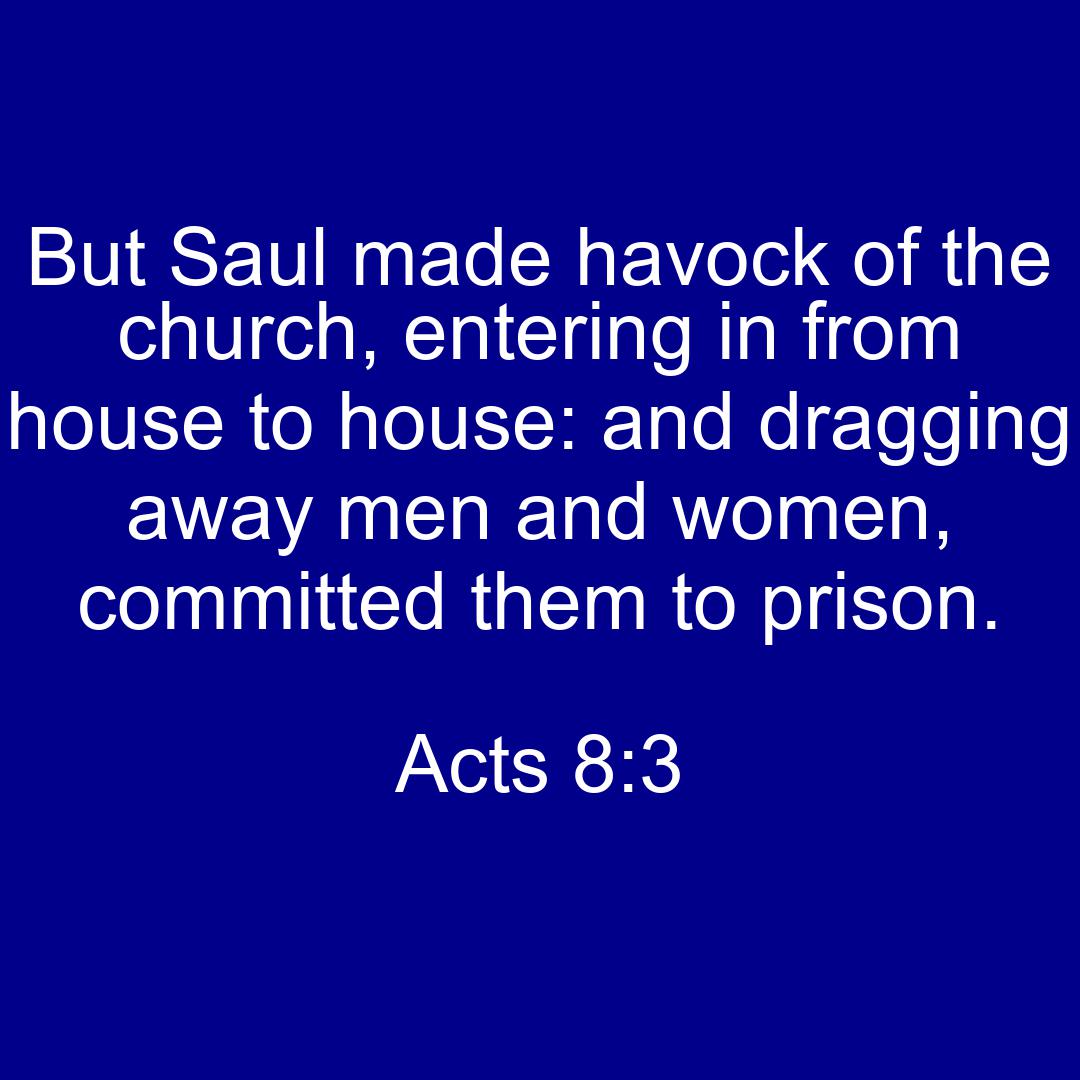 But Saul made havock of the
church, entering in from
house to house: and dragging
away men and women,
committed them to prison.
Acts 8:3